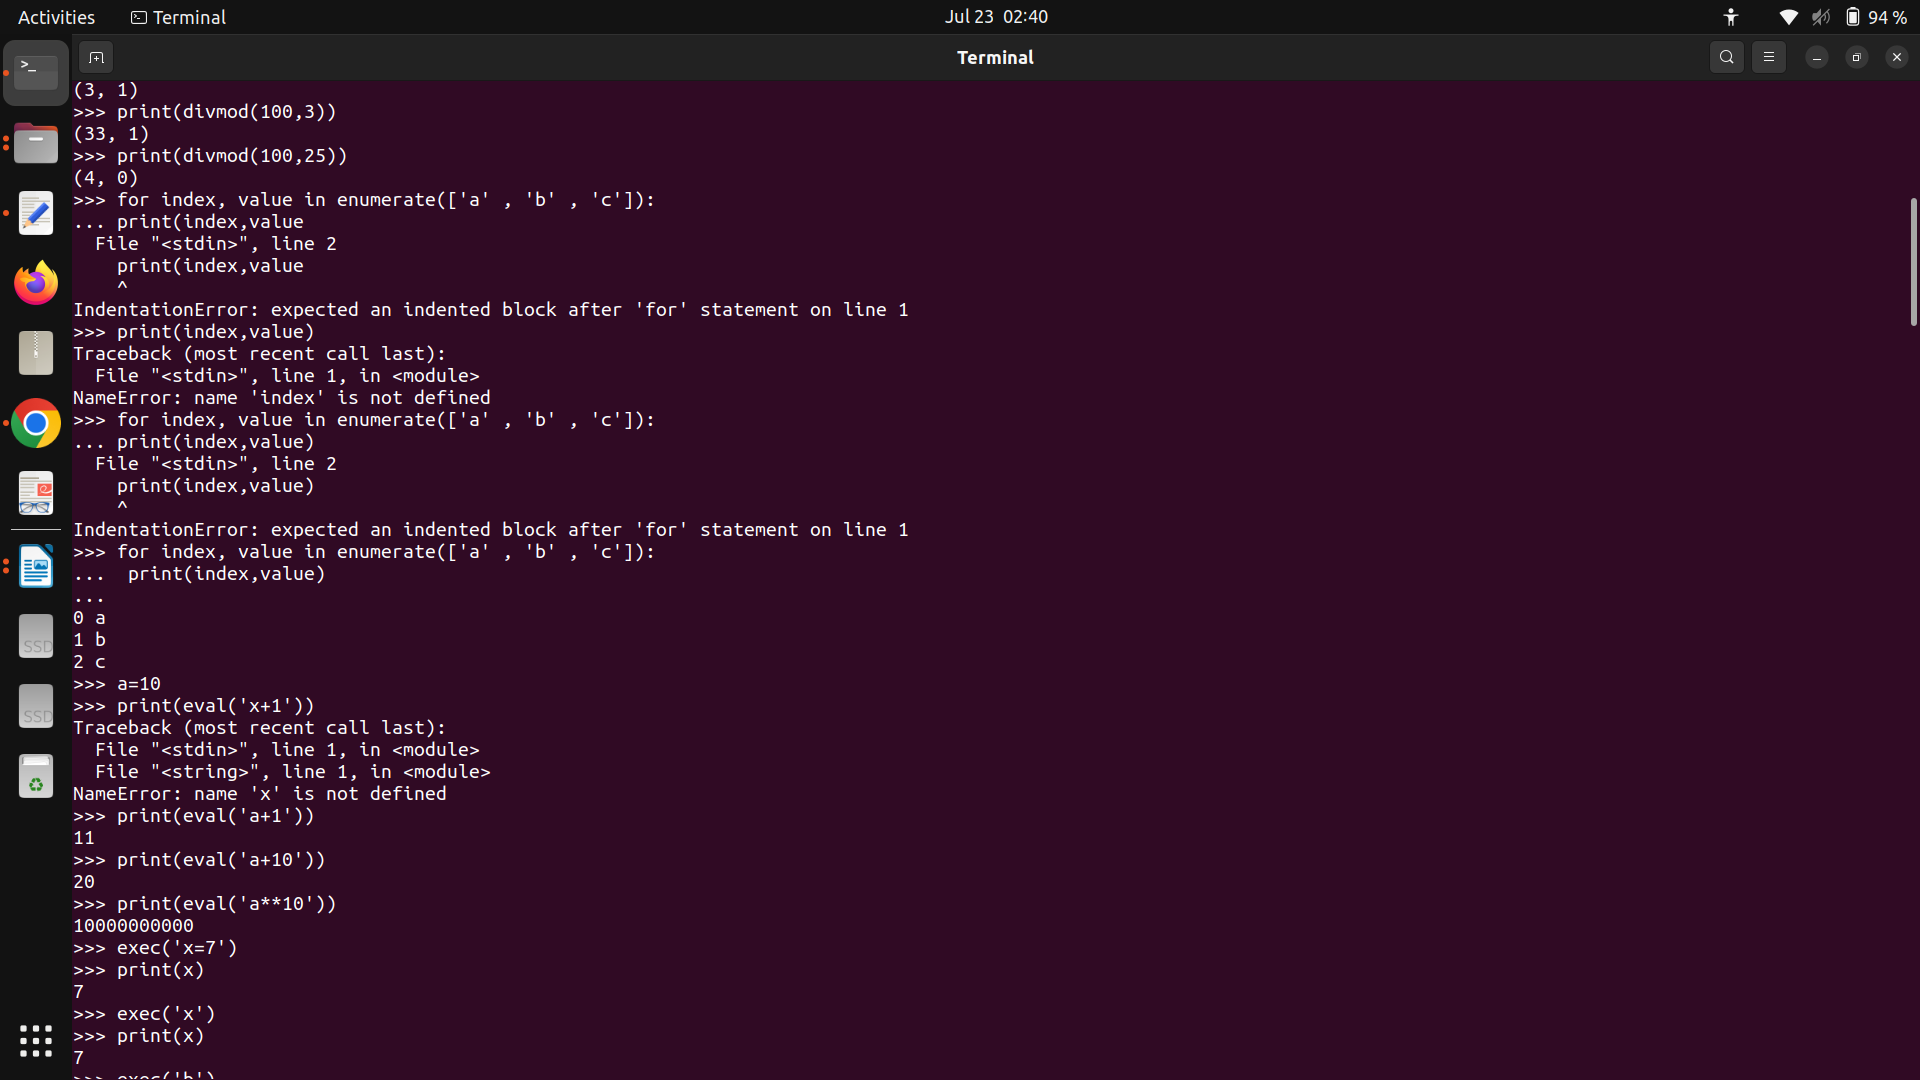 Activities
Terminal
Jul 23 02:40
94 %
Terminal
(3, 1)
>>> print(divmod(100,3))
(33, 1)
>>> print(divmod(100,25))
(4, 0)
>>> for index, value in enumerate(['a' , 'b' , 'c']):
... print(index,value
  File "<stdin>", line 2
    print(index,value
    ^
IndentationError: expected an indented block after 'for' statement on line 1
>>> print(index,value)
Traceback (most recent call last):
  File "<stdin>", line 1, in <module>
NameError: name 'index' is not defined
>>> for index, value in enumerate(['a' , 'b' , 'c']):
... print(index,value)
  File "<stdin>", line 2
    print(index,value)
    ^
IndentationError: expected an indented block after 'for' statement on line 1
>>> for index, value in enumerate(['a' , 'b' , 'c']):
...  print(index,value)
...
0 a
1 b
2 c
>>> a=10
>>> print(eval('x+1'))
Traceback (most recent call last):
  File "<stdin>", line 1, in <module>
  File "<string>", line 1, in <module>
NameError: name 'x' is not defined
>>> print(eval('a+1'))
11
>>> print(eval('a+10'))
20
>>> print(eval('a**10'))
10000000000
>>> exec('x=7')
>>> print(x)
7
>>> exec('x')
>>> print(x)
7
>>> exec('b')
SSD
SSD